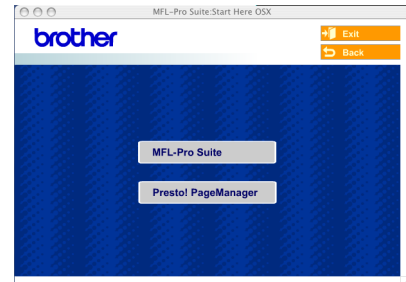 MFL-Pro Suite:Start Here OSX
brother
Exit
Back
MFL-Pro Suite
Presto! PageManager